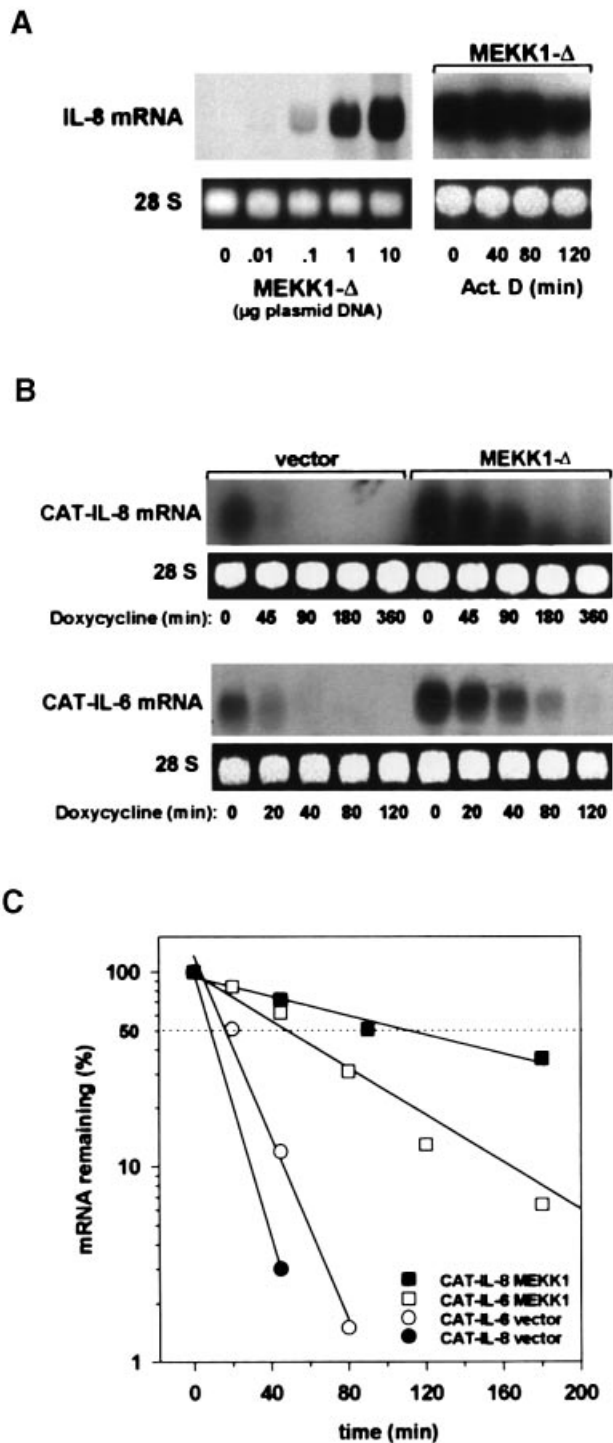 A
MEKK1-Δ
IL-8 mRNA
28 S
0 .01 .1 1 10
0 40 80 120
MEKK1-Δ
(µg plasmid DNA)
Act. D (min)
B
vector MEKK1-Δ
CAT-IL-8 mRNA
28 S
Doxycycline (min): 0 45 90 180 360 0 45 90 180 360
CAT-IL-6 mRNA
28 S
Doxycycline (min): 0 20 40 80 120 0 20 40 80 120
C
100
50
10
1
mRNA remaining (%)
CAT-IL-8 MEKK1
CAT-IL-6 MEKK1
CAT-IL-6 vector
CAT-IL-8 vector
0 40 80 120 160 200
time (min)